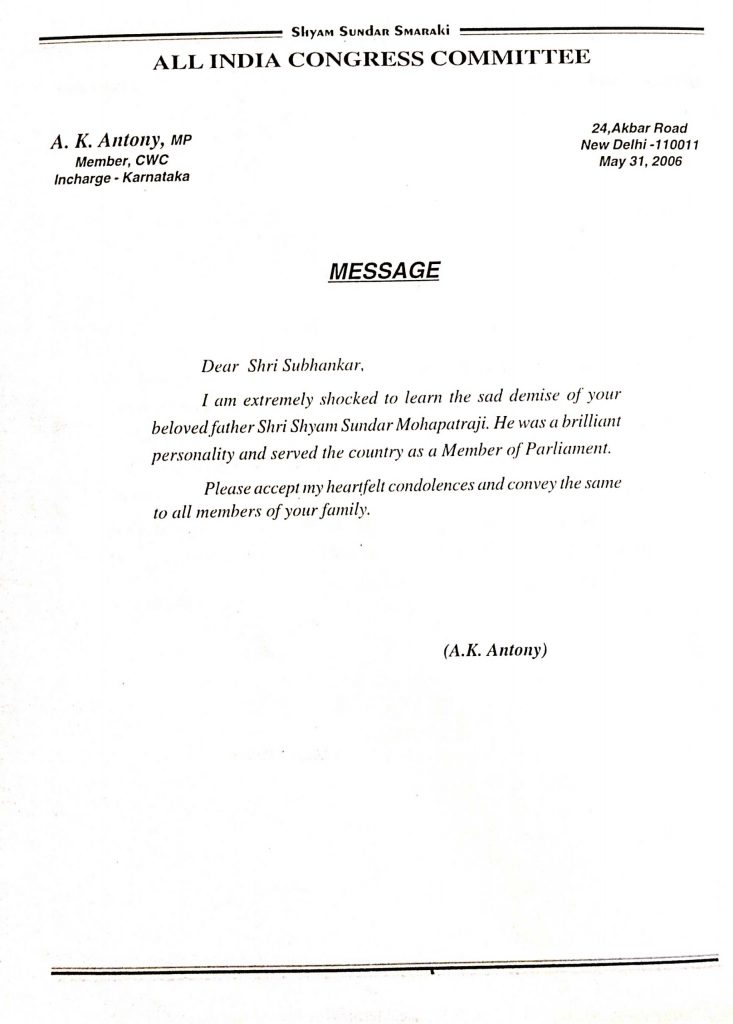 Shyam Sundar Smaraki
ALL INDIA CONGRESS COMMITTEE
A. K. Antony, MP
Member, CWC
Incharge - Karnataka
24,Akbar Road
New Delhi -110011
May 31, 2006
MESSAGE
Dear Shri Subhankar,
I am extremely shocked to learn the sad demise of your
beloved father Shri Shyam Sundar Mohapatraji. He was a brilliant
personality and served the country as a Member of Parliament.
Please accept my heartfelt condolences and convey the same
to all members of your family.
(A.K. Antony)